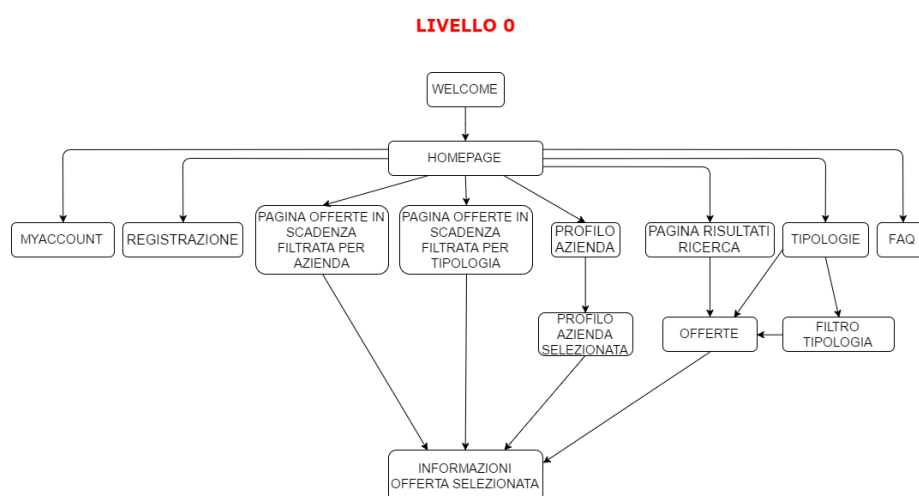 LIVELLO 0
WELCOME
HOMEPAGE
MYACCOUNT
REGISTRAZIONE
PAGINA OFFERTE IN
SCADENZA
FILTRATA PER
AZIENDA
PAGINA OFFERTE IN
SCADENZA
FILTRATA PER
TIPOLOGIA
PROFILO
AZIENDA
PAGINA RISULTATI
RICERCA
TIPOLOGIE
FAQ
PROFILO
AZIENDA
SELEZIONATA
OFFERTE
FILTRO
TIPOLOGIA
INFORMAZIONI
OFFERTA SELEZIONATA